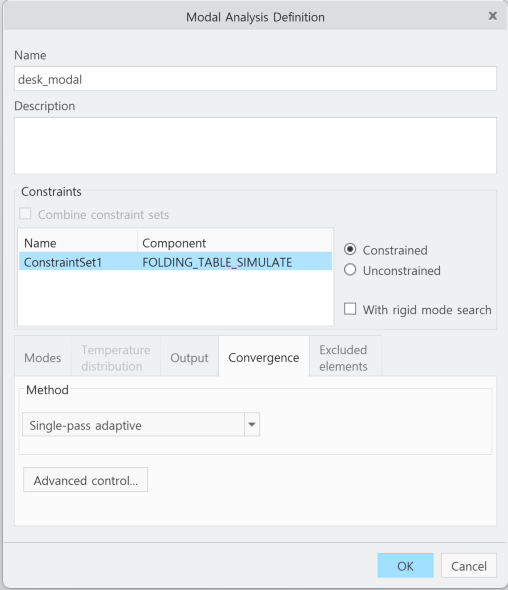 Modal Analysis Definition
Name
desk_modal
Description
Constraints
Combine constraint sets
Name Component
ConstraintSet1 FOLDING_TABLE_SIMULATE
Constrained
Unconstrained
With rigid mode search
Modes
Temperature
distribution
Output
Convergence
Excluded
elements
Method
Single-pass adaptive
Advanced control...
OK Cancel